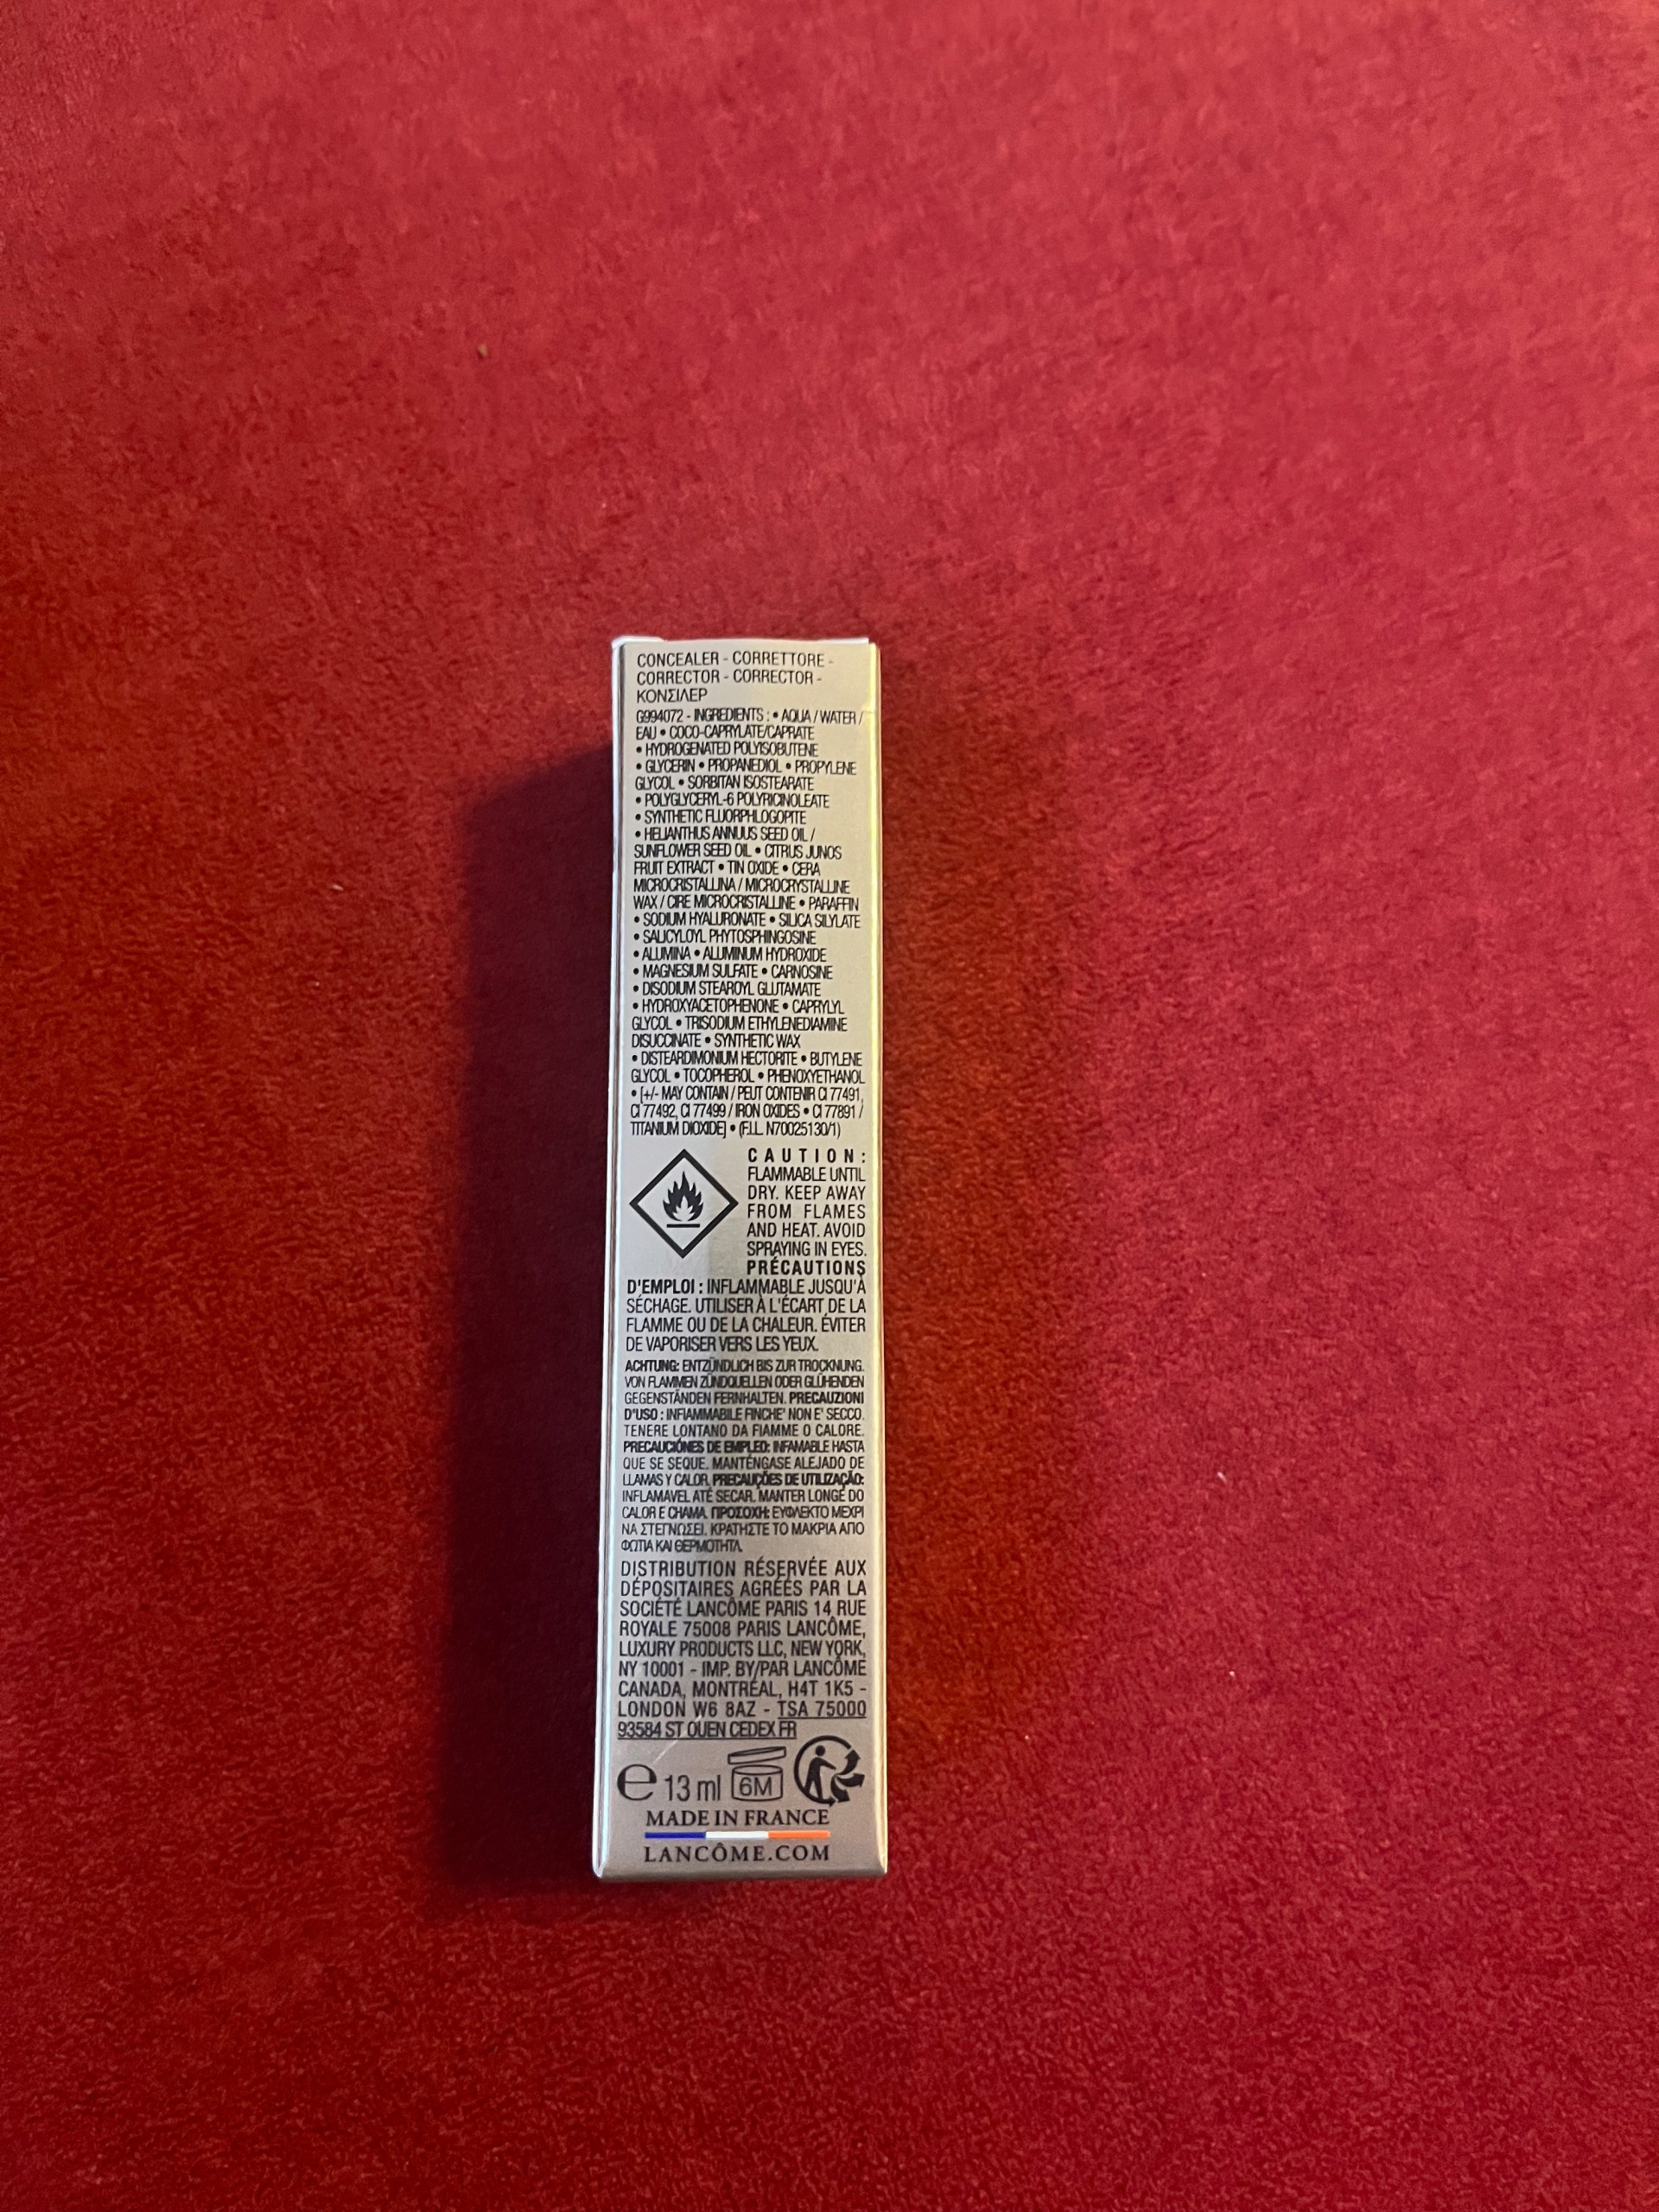 CONCEALER - CORRETTORE -
CORRECTOR - CORRECTOR -
ΚΟΝΣΙΛΕΡ
G994072 - INGREDIENTS : • AQUA / WATER /
EAU • COCO-CAPRYLATE/CAPRATE
• HYDROGENATED POLYISOBUTENE
• GLYCERIN • PROPANEDIOL • PROPYLENE
GLYCOL • SORBITAN ISOSTEARATE
• POLYGLYCERYL-6 POLYRICINOLEATE
• SYNTHETIC FLUORPHLOGOPITE
• HELIANTHUS ANNUUS SEED OIL /
SUNFLOWER SEED OIL • CITRUS JUNOS
FRUIT EXTRACT • TIN OXIDE • CERA
MICROCRISTALLINA / MICROCRYSTALLINE
WAX / CIRE MICROCRISTALLINE • PARAFFIN
• SODIUM HYALURONATE • SILICA SILYLATE
• SALICYLOYL PHYTOSPHINGOSINE
• ALUMINA • ALUMINUM HYDROXIDE
• MAGNESIUM SULFATE • CARNOSINE
• DISODIUM STEAROYL GLUTAMATE
• HYDROXYACETOPHENONE • CAPRYLYL
GLYCOL • TRISODIUM ETHYLENEDIAMINE
DISUCCINATE • SYNTHETIC WAX
• DISTEARDIMONIUM HECTORITE • BUTYLENE
GLYCOL • TOCOPHEROL • PHENOXYETHANOL
• [+/- MAY CONTAIN / PEUT CONTENIR CI 77491,
CI 77492, CI 77499 / IRON OXIDES • CI 77891 /
TITANIUM DIOXIDE] • (F.I.L. N70025130/1)
CAUTION:
FLAMMABLE UNTIL
DRY. KEEP AWAY
FROM FLAMES
AND HEAT. AVOID
SPRAYING IN EYES.
PRÉCAUTIONS
D'EMPLOI : INFLAMMABLE JUSQU'À
SÉCHAGE. UTILISER À L'ÉCART DE LA
FLAMME OU DE LA CHALEUR. ÉVITER
DE VAPORISER VERS LES YEUX.
ACHTUNG: ENTZÜNDLICH BIS ZUR TROCKNUNG.
VON FLAMMEN ZÜNDQUELLEN ODER GLÜHENDEN
GEGENSTÄNDEN FERNHALTEN. PRECAUZIONI
D'USO : INFIAMMABILE FINCHE' NON E' SECCO.
TENERE LONTANO DA FIAMME O CALORE.
PRECAUCIÓNES DE EMPLEO: INFAMABLE HASTA
QUE SE SEQUE. MANTÉNGASE ALEJADO DE
LLAMAS Y CALOR. PRECAUÇÕES DE UTILIZAÇÃO:
INFLAMAVEL ATÉ SECAR. MANTER LONGE DO
CALOR E CHAMA. ΠΡΟΣΟΧΗ: ΕΥΦΛΕΚΤΟ ΜΕΧΡΙ
ΝΑ ΣΤΕΓΝΩΣΕΙ. ΚΡΑΤΗΣΤΕ ΤΟ ΜΑΚΡΙΑ ΑΠΟ
ΦΩΤΙΑ ΚΑΙ ΘΕΡΜΟΤΗΤΑ.
DISTRIBUTION RÉSERVÉE AUX
DÉPOSITAIRES AGRÉÉS PAR LA
SOCIÉTÉ LANCÔME PARIS 14 RUE
ROYALE 75008 PARIS LANCÔME,
LUXURY PRODUCTS LLC, NEW YORK,
NY 10001 - IMP. BY/PAR LANCÔME
CANADA, MONTRÉAL, H4T 1K5 -
LONDON W6 8AZ - TSA 75000
93584 ST OUEN CEDEX FR
e 13 ml 6M
MADE IN FRANCE
LANCÔME.COM